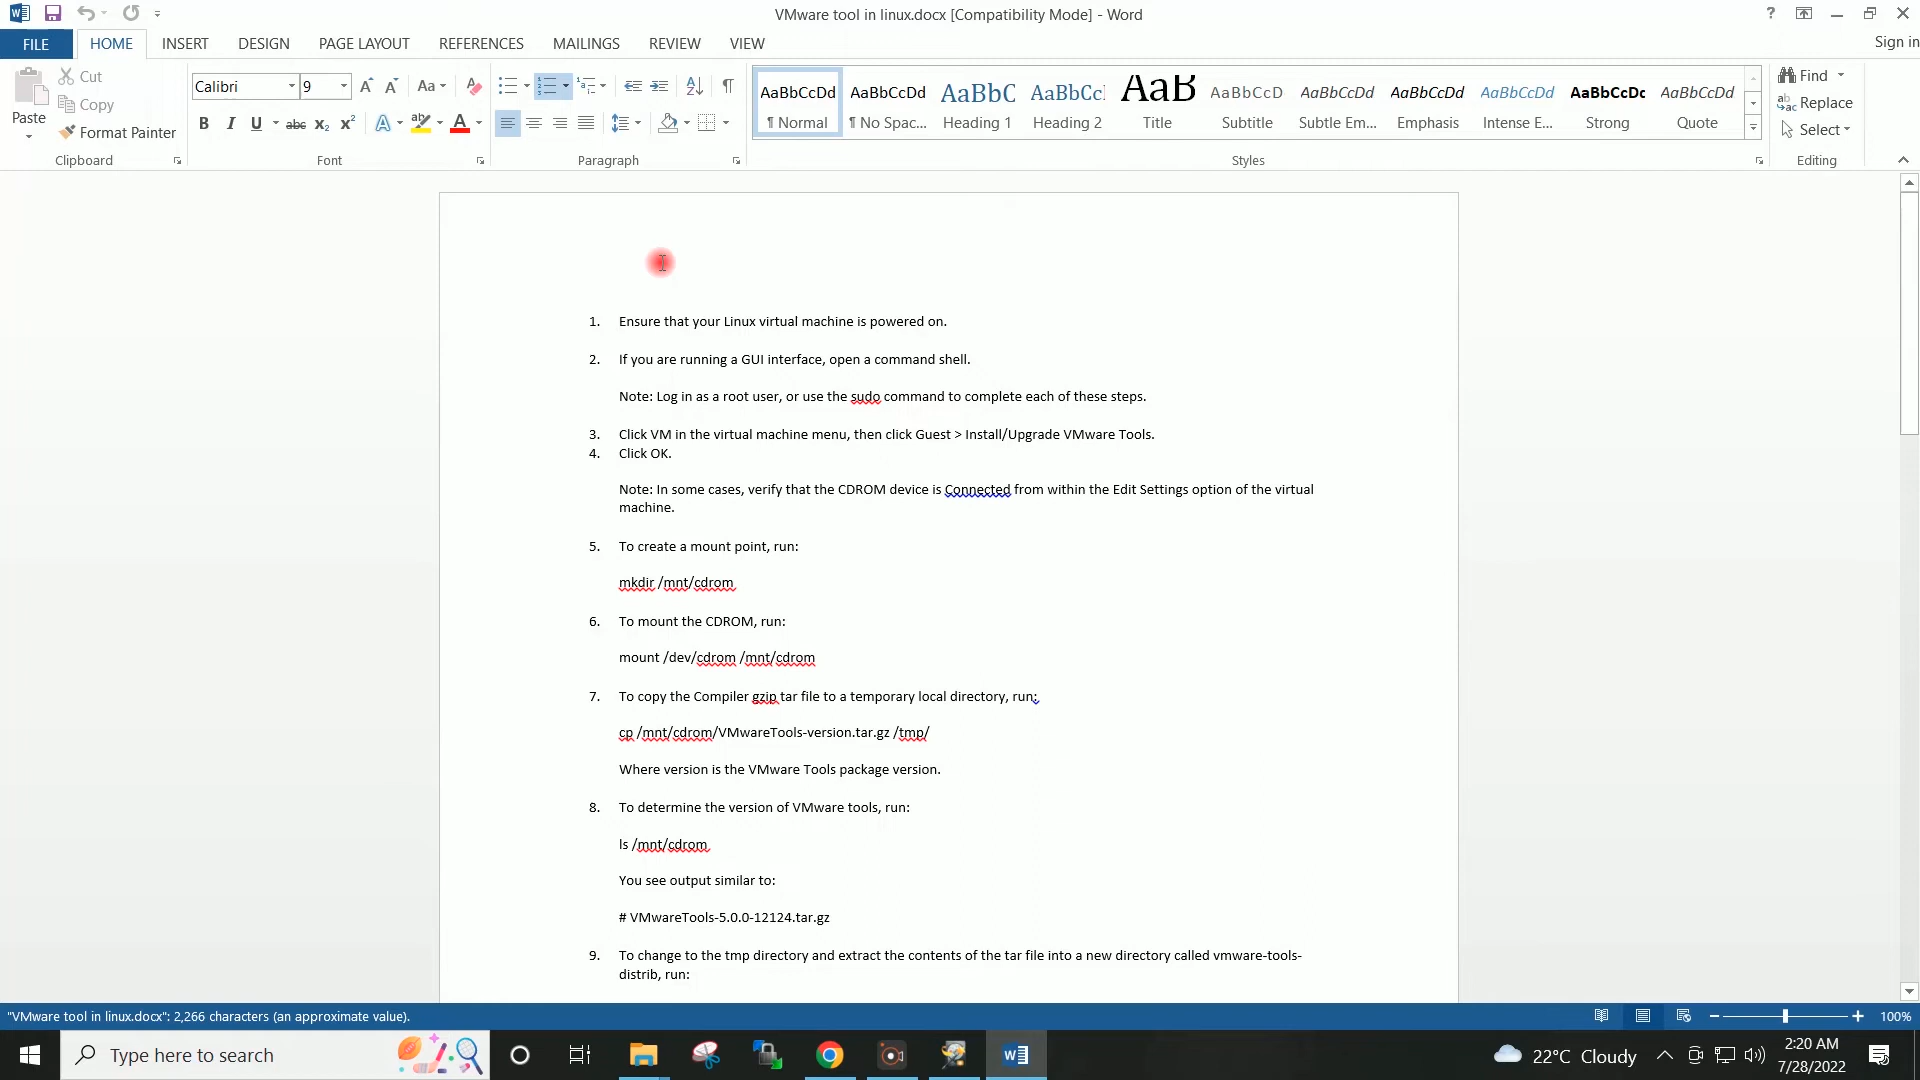 VMware tool in linux.docx [Compatibility Mode] - Word
FILE HOME INSERT DESIGN PAGE LAYOUT REFERENCES MAILINGS REVIEW VIEW Sign in
Paste
Cut
Copy
Format Painter
Clipboard
Calibri 9
Font
Paragraph
AaBbCcDd AaBbCcDd AaBbC AaBbCc AaB AaBbCcD AaBbCcDd AaBbCcDd AaBbCcDd AaBbCcDc AaBbCcDd
¶ Normal ¶ No Spac... Heading 1 Heading 2 Title Subtitle Subtle Em... Emphasis Intense E... Strong Quote
Styles
Find
Replace
Select
Editing
1. Ensure that your Linux virtual machine is powered on.
2. If you are running a GUI interface, open a command shell.
Note: Log in as a root user, or use the sudo command to complete each of these steps.
3. Click VM in the virtual machine menu, then click Guest > Install/Upgrade VMware Tools.
4. Click OK.
Note: In some cases, verify that the CDROM device is Connected from within the Edit Settings option of the virtual
machine.
5. To create a mount point, run:
mkdir /mnt/cdrom
6. To mount the CDROM, run:
mount /dev/cdrom /mnt/cdrom
7. To copy the Compiler gzip tar file to a temporary local directory, run:
cp /mnt/cdrom/VMwareTools-version.tar.gz /tmp/
Where version is the VMware Tools package version.
8. To determine the version of VMware tools, run:
ls /mnt/cdrom
You see output similar to:
# VMwareTools-5.0.0-12124.tar.gz
9. To change to the tmp directory and extract the contents of the tar file into a new directory called vmware-tools-
distrib, run:
"VMware tool in linux.docx": 2,266 characters (an approximate value).
100%
Type here to search
22°C Cloudy
2:20 AM
7/28/2022